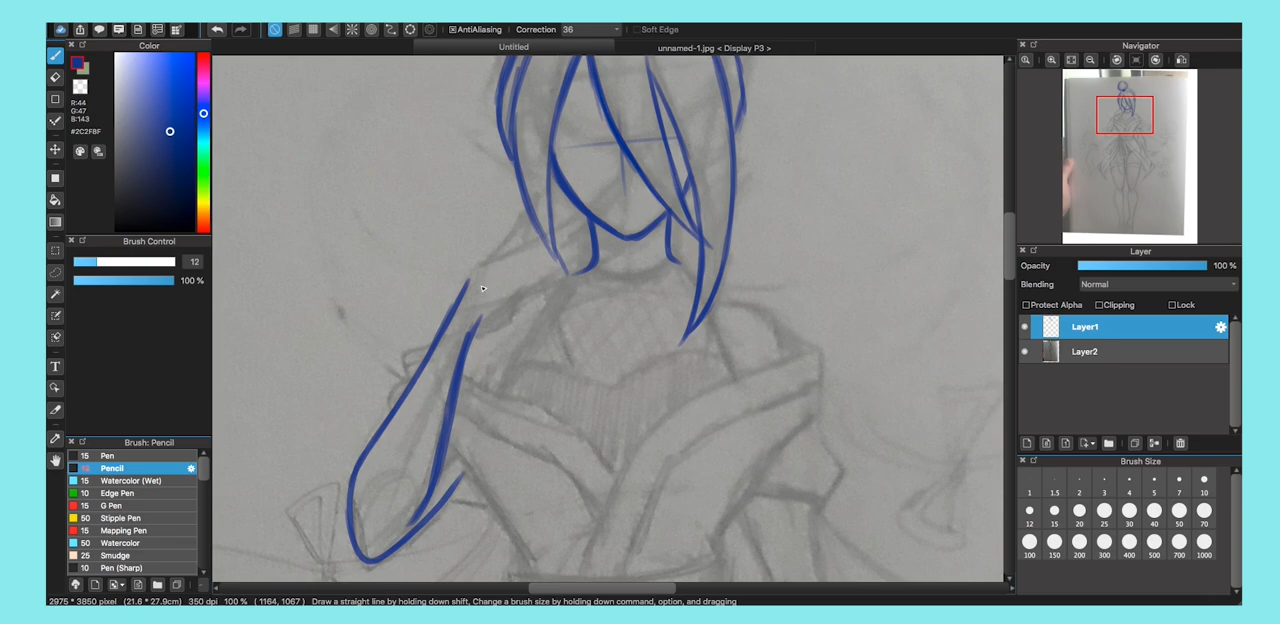 AntiAliasing Correction 36 Soft Edge
Color
Untitled
unnamed-1.jpg < Display P3 >
Navigator
R:44
G:47
B:143
#2C2F8F
Brush Control
12
100 %
Layer
Opacity 100 %
Blending Normal
Protect Alpha Clipping Lock
Layer1
Layer2
Brush: Pencil
15 Pen
12 Pencil
15 Watercolor (Wet)
10 Edge Pen
15 G Pen
50 Stipple Pen
15 Mapping Pen
50 Watercolor
25 Smudge
10 Pen (Sharp)
Brush Size
1 1.5 2 3 4 5 7 10
12 15 20 25 30 40 50 70
100 150 200 300 400 500 700 1000
2975 * 3850 pixel (21.6 * 27.9cm) 350 dpi 100 % ( 1164, 1067 ) Draw a straight line by holding down shift, Change a brush size by holding down command, option, and dragging